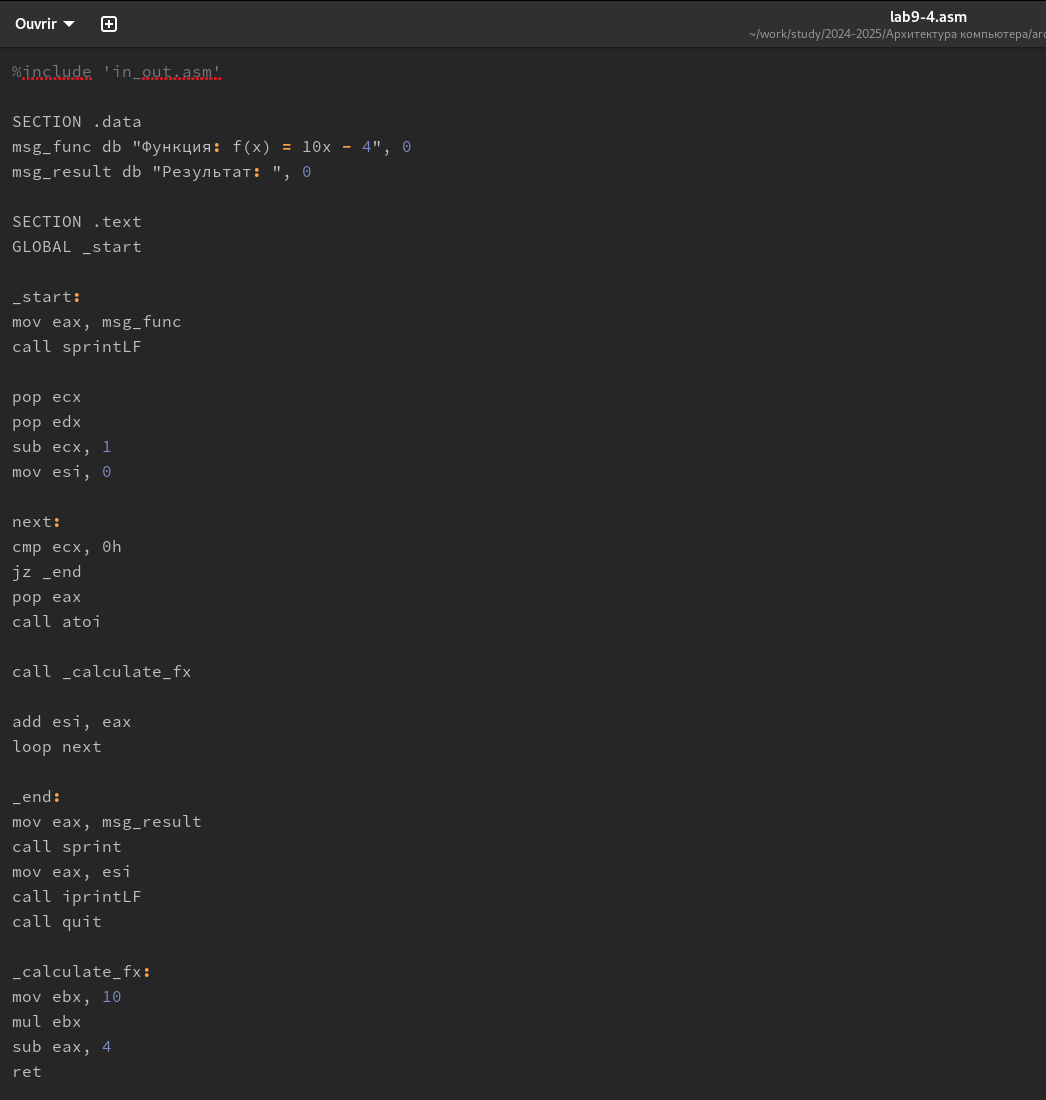 Ouvrir
lab9-4.asm
~/work/study/2024-2025/Архитектура компьютера/arc
%include 'in_out.asm'
SECTION .data
msg_func db "Функция: f(x) = 10x - 4", 0
msg_result db "Результат: ", 0
SECTION .text
GLOBAL _start
_start:
mov eax, msg_func
call sprintLF
pop ecx
pop edx
sub ecx, 1
mov esi, 0
next:
cmp ecx, 0h
jz _end
pop eax
call atoi
call _calculate_fx
add esi, eax
loop next
_end:
mov eax, msg_result
call sprint
mov eax, esi
call iprintLF
call quit
_calculate_fx:
mov ebx, 10
mul ebx
sub eax, 4
ret